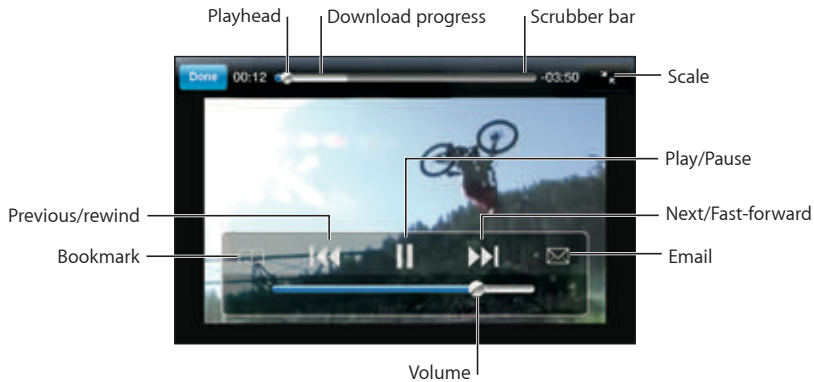 Playhead Download progress Scrubber bar
Done 00:12 -03:50
Scale
Play/Pause
Previous/rewind Next/Fast-forward
Bookmark Email
Volume